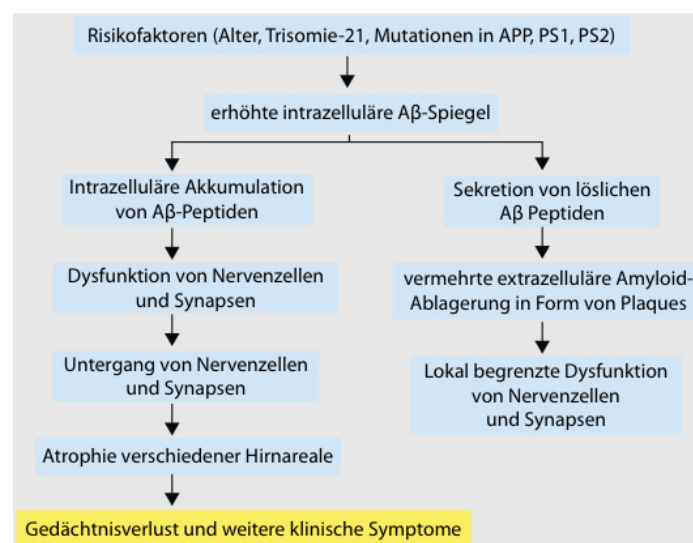 Risikofaktoren (Alter, Trisomie-21, Mutationen in APP, PS1, PS2)
erhöhte intrazelluläre Aβ-Spiegel
Intrazelluläre Akkumulation
von Aβ-Peptiden
Dysfunktion von Nervenzellen
und Synapsen
Untergang von Nervenzellen
und Synapsen
Atrophie verschiedener Hirnareale
Gedächtnisverlust und weitere klinische Symptome
Sekretion von löslichen
Aβ Peptiden
vermehrte extrazelluläre Amyloid-
Ablagerung in Form von Plaques
Lokal begrenzte Dysfunktion
von Nervenzellen
und Synapsen